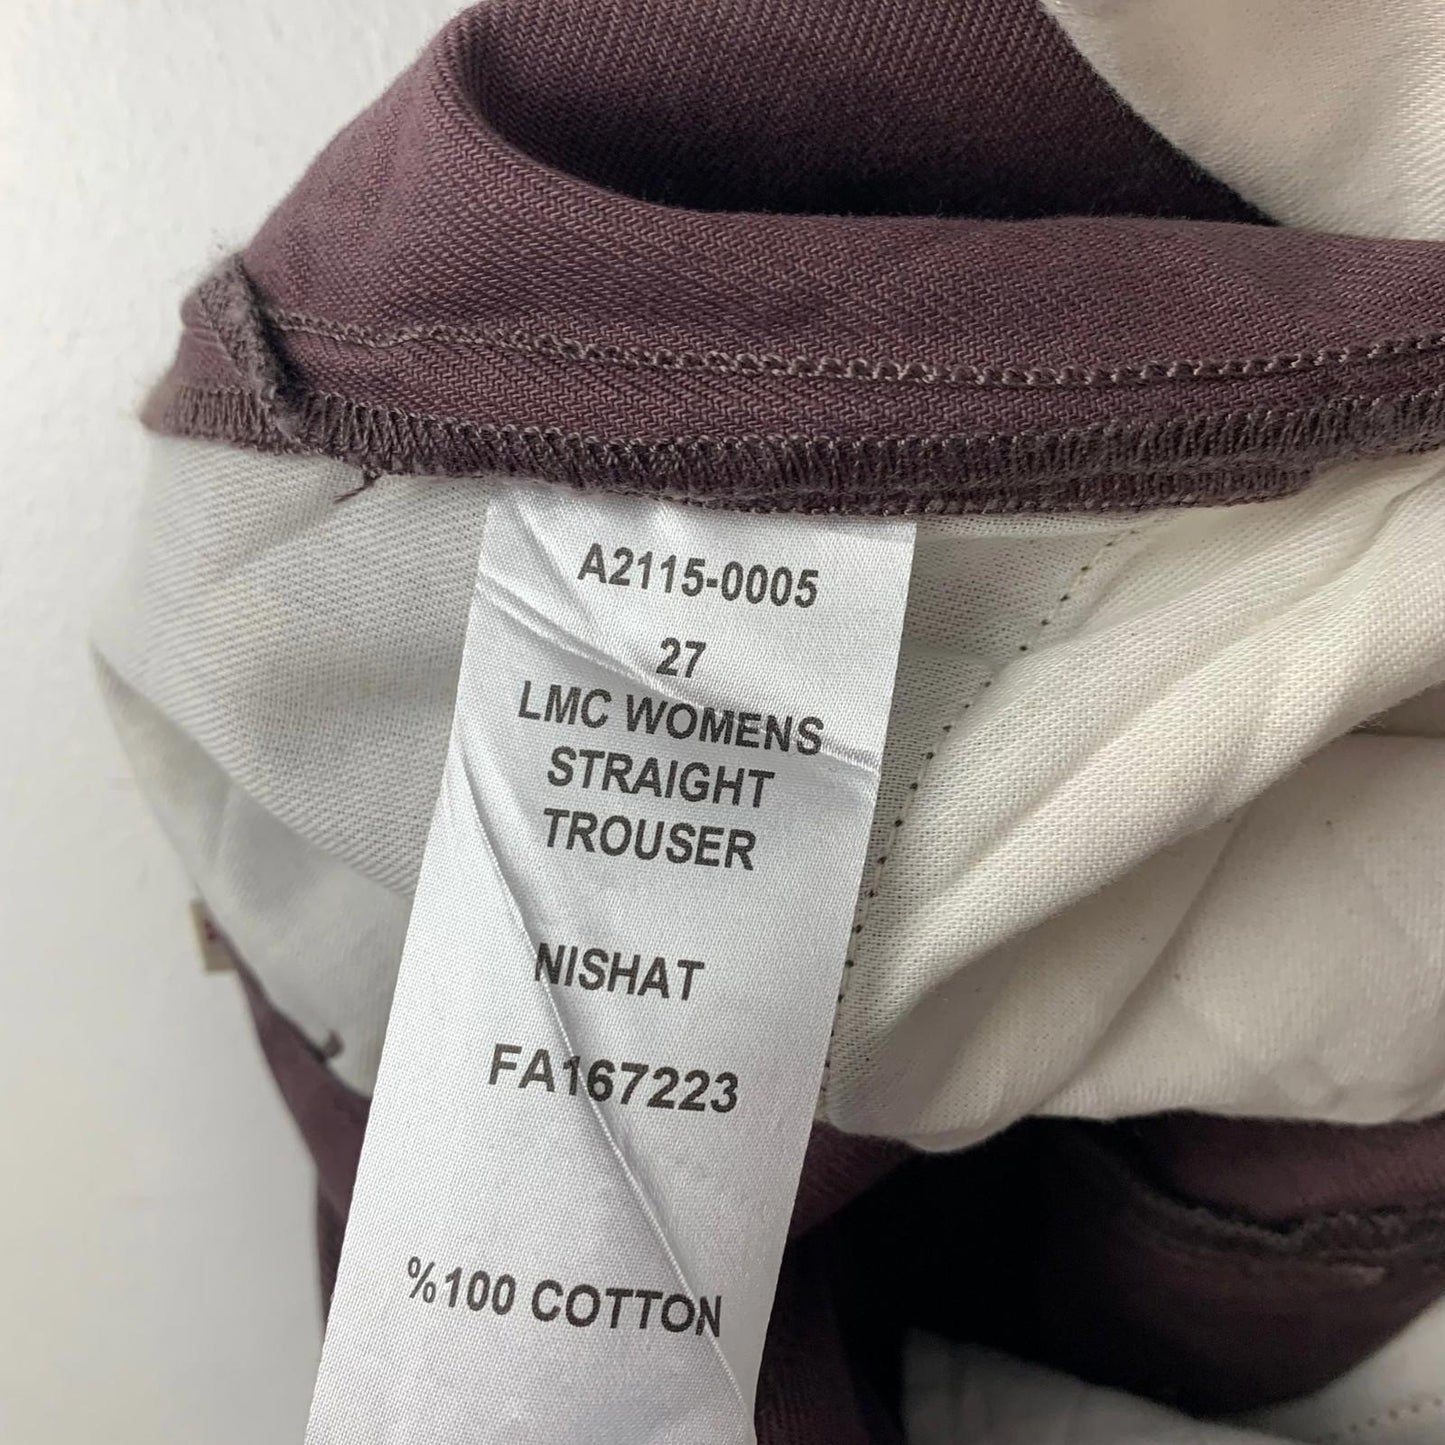 A2115-0005
27
LMC WOMENS
STRAIGHT
TROUSER
NISHAT
FA167223
%100 COTTON